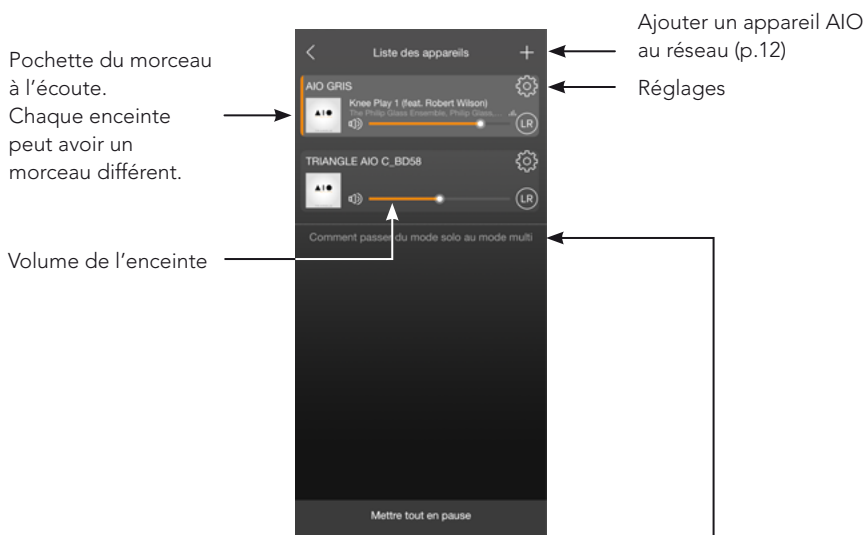 Ajouter un appareil AIO
au réseau (p.12)
Réglages
Pochette du morceau
à l'écoute.
Chaque enceinte
peut avoir un
morceau différent.
Volume de l'enceinte
Liste des appareils
AIO GRIS
Knee Play 1 (feat. Robert Wilson)
The Philip Glass Ensemble, Philip Glass,...
AIO
LR
TRIANGLE AIO C_BD58
AIO
LR
Comment passer du mode solo au mode multi
Mettre tout en pause